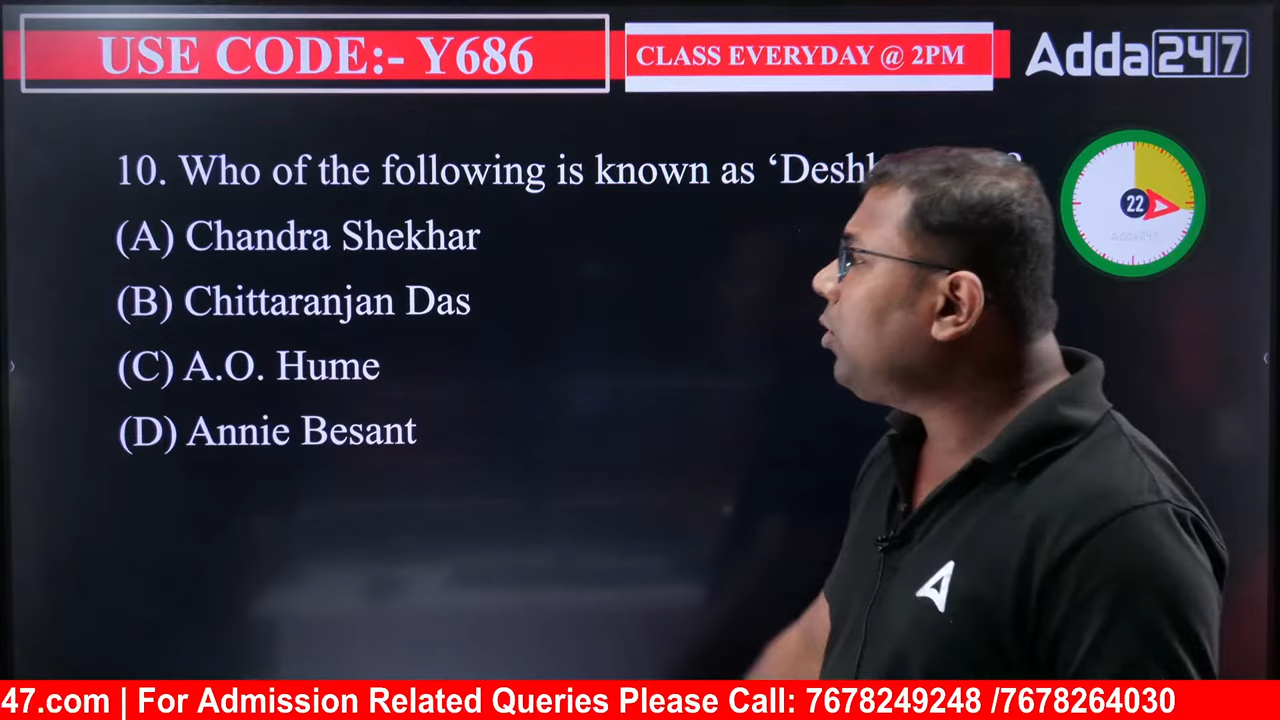 USE CODE:- Y686
CLASS EVERYDAY @ 2PM
Adda247
10. Who of the following is known as ‘Desh
22
(A) Chandra Shekhar
(B) Chittaranjan Das
(C) A.O. Hume
(D) Annie Besant
47.com | For Admission Related Queries Please Call: 7678249248 /7678264030